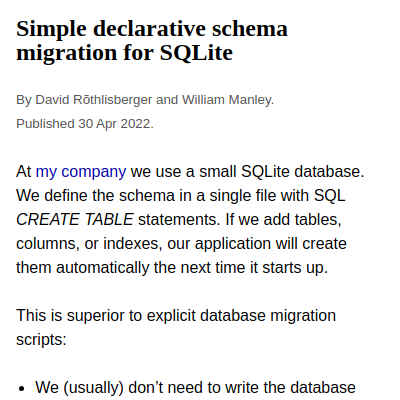 Simple declarative schema
migration for SQLite
By David Rōthlisberger and William Manley.
Published 30 Apr 2022.
At my company we use a small SQLite database.
We define the schema in a single file with SQL
CREATE TABLE statements. If we add tables,
columns, or indexes, our application will create
them automatically the next time it starts up.
This is superior to explicit database migration
scripts:
• We (usually) don’t need to write the database